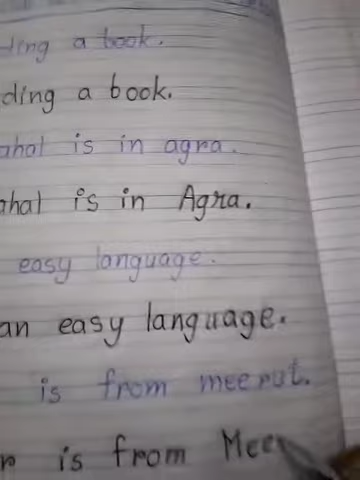 ding a book.
ding a book.
ahal is in agra.
ahal is in Agra.
easy language.
an easy language.
is from meerut.
r is from Meer